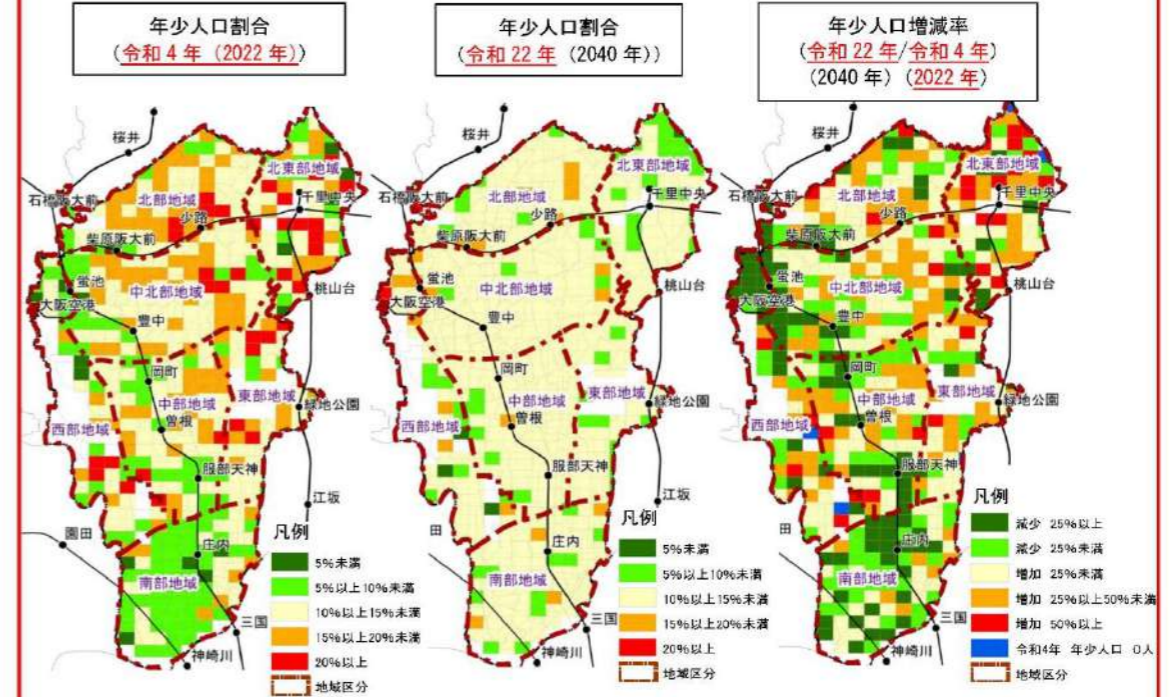 年少人口割合
(令和4年(2022年))
年少人口割合
(令和22年(2040年))
年少人口増減率
(令和22年/令和4年)
(2040年)(2022年)
桜井
石橋阪大前
北部地域
北東部地域
千里中央
少路
柴原阪大前
蛍池
大阪空港
中北部地域
桃山台
豊中
岡町
東部地域
緑地公園
中部地域
曽根
西部地域
服部天神
江坂
園田
庄内
南部地域
三国
神崎川
凡例
5%未満
5%以上10%未満
10%以上15%未満
15%以上20%未満
20%以上
地域区分
桜井
石橋阪大前
北部地域
北東部地域
千里中央
少路
柴原阪大前
蛍池
大阪空港
中北部地域
桃山台
豊中
岡町
東部地域
緑地公園
中部地域
曽根
西部地域
服部天神
江坂
田
庄内
南部地域
三国
神崎川
凡例
5%未満
5%以上10%未満
10%以上15%未満
15%以上20%未満
20%以上
地域区分
桜井
石橋阪大前
北部地域
北東部地域
千里中央
少路
柴原阪大前
蛍池
大阪空港
中北部地域
桃山台
豊中
岡町
東部地域
緑地公園
中部地域
曽根
西部地域
服部天神
江坂
田
庄内
南部地域
三国
神崎川
凡例
減少 25%以上
減少 25%未満
増加 25%未満
増加 25%以上50%未満
増加 50%以上
令和4年 年少人口 0人
地域区分